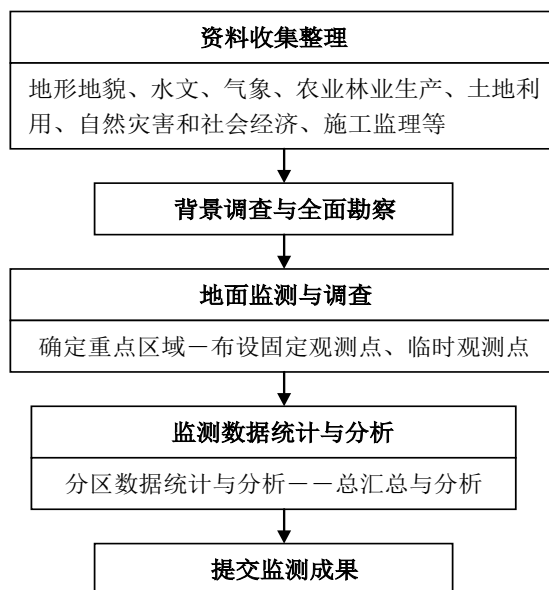 资料收集整理
地形地貌、水文、气象、农业林业生产、土地利
用、自然灾害和社会经济、施工监理等
背景调查与全面勘察
地面监测与调查
确定重点区域－布设固定观测点、临时观测点
监测数据统计与分析
分区数据统计与分析－－总汇总与分析
提交监测成果